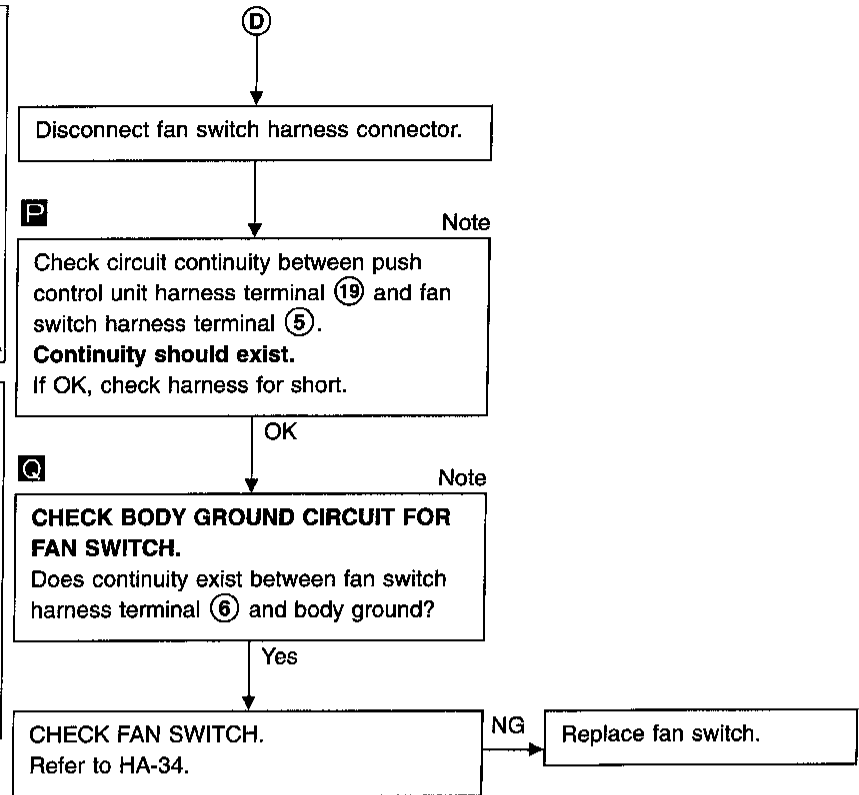 D
Disconnect fan switch harness connector.
P
Note
Check circuit continuity between push
control unit harness terminal 19 and fan
switch harness terminal 5.
Continuity should exist.
If OK, check harness for short.
OK
Q
Note
CHECK BODY GROUND CIRCUIT FOR
FAN SWITCH.
Does continuity exist between fan switch
harness terminal 6 and body ground?
Yes
CHECK FAN SWITCH.
Refer to HA-34.
NG
Replace fan switch.